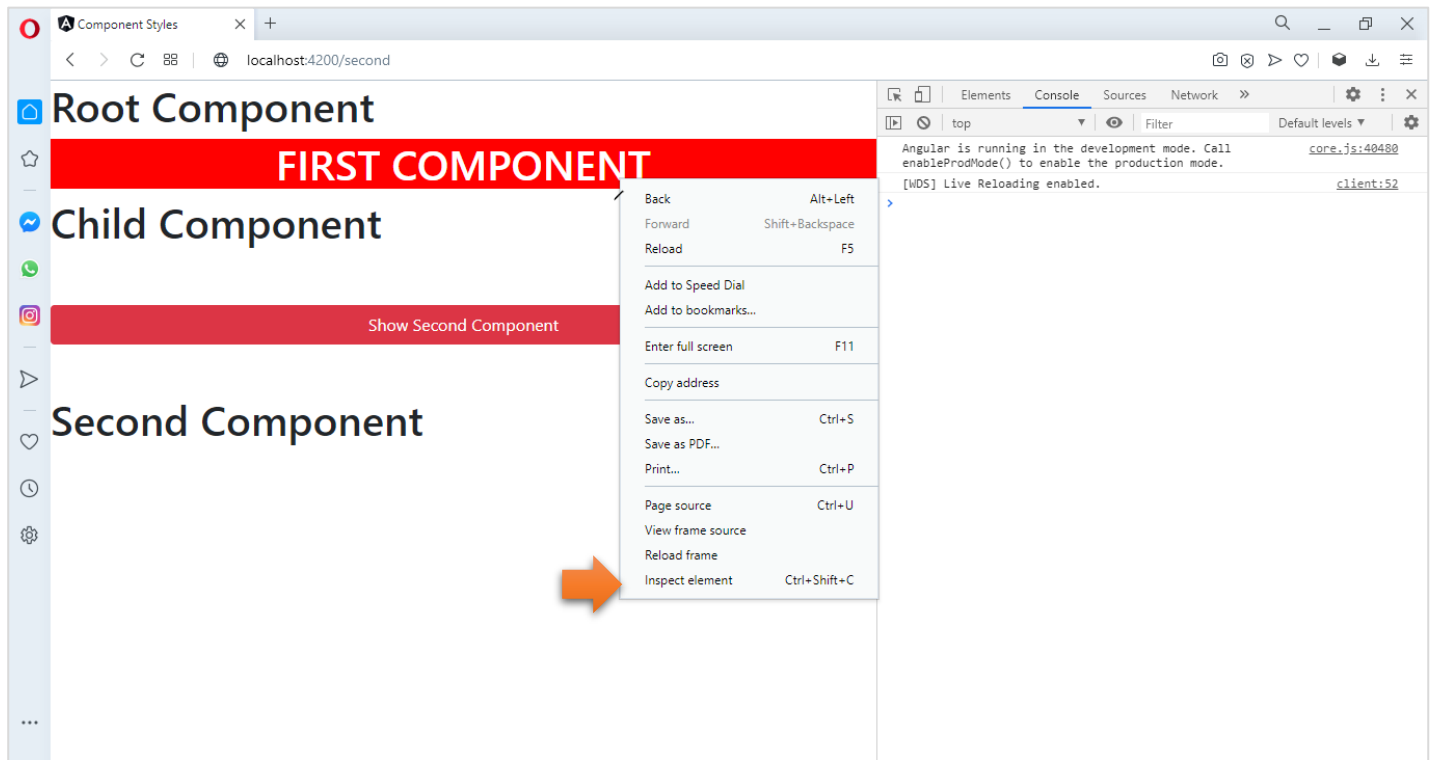 Component Styles
localhost:4200/second
Root Component
FIRST COMPONENT
Child Component
Show Second Component
Second Component
Back Alt+Left
Forward Shift+Backspace
Reload F5
Add to Speed Dial
Add to bookmarks...
Enter full screen F11
Copy address
Save as... Ctrl+S
Save as PDF...
Print... Ctrl+P
Page source Ctrl+U
View frame source
Reload frame
Inspect element Ctrl+Shift+C
Elements Console Sources Network
top Filter Default levels
Angular is running in the development mode. Call core.js:40480
enableProdMode() to enable the production mode.
[WDS] Live Reloading enabled. client:52